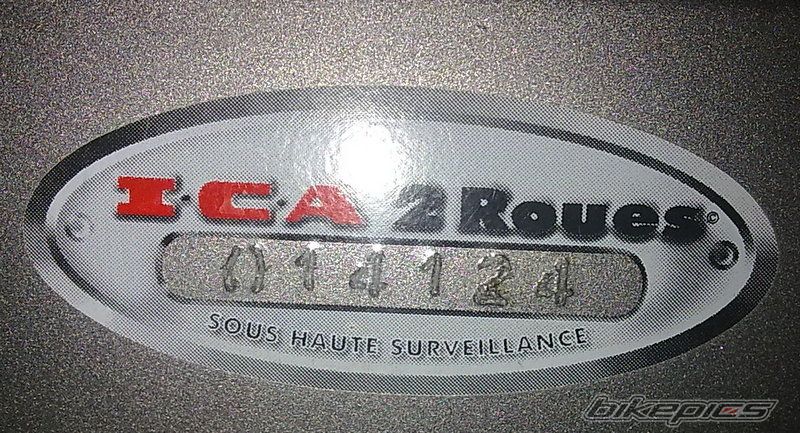 I.C.A 2Roues©
014124
SOUS HAUTE SURVEILLANCE
bikepics